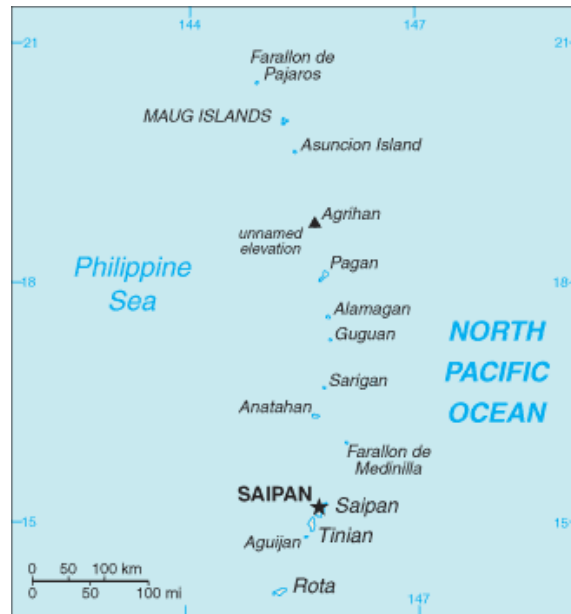 144
147
21
21
Farallon de
Pajaros
MAUG ISLANDS
Asuncion Island
Agrihan
unnamed
elevation
Pagan
Philippine
Sea
18
18
Alamagan
Guguan
NORTH
PACIFIC
OCEAN
Sarigan
Anatahan
Farallon de
Medinilla
SAIPAN
Saipan
15
15
Tinian
Aguijan
0 50 100 km
0 50 100 mi
Rota
147